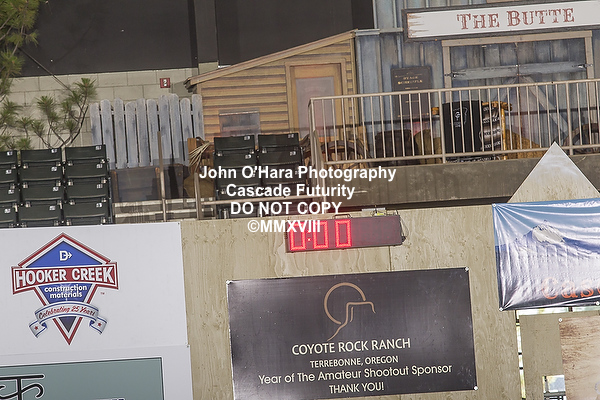 THE BUTTE
John O'Hara Photography
Cascade Futurity
DO NOT COPY
©MMXVIII
0:00
HOOKER CREEK
construction
materials
Celebrating 25 Years!
COYOTE ROCK RANCH
TERREBONNE, OREGON
Year of The Amateur Shootout Sponsor
THANK YOU!